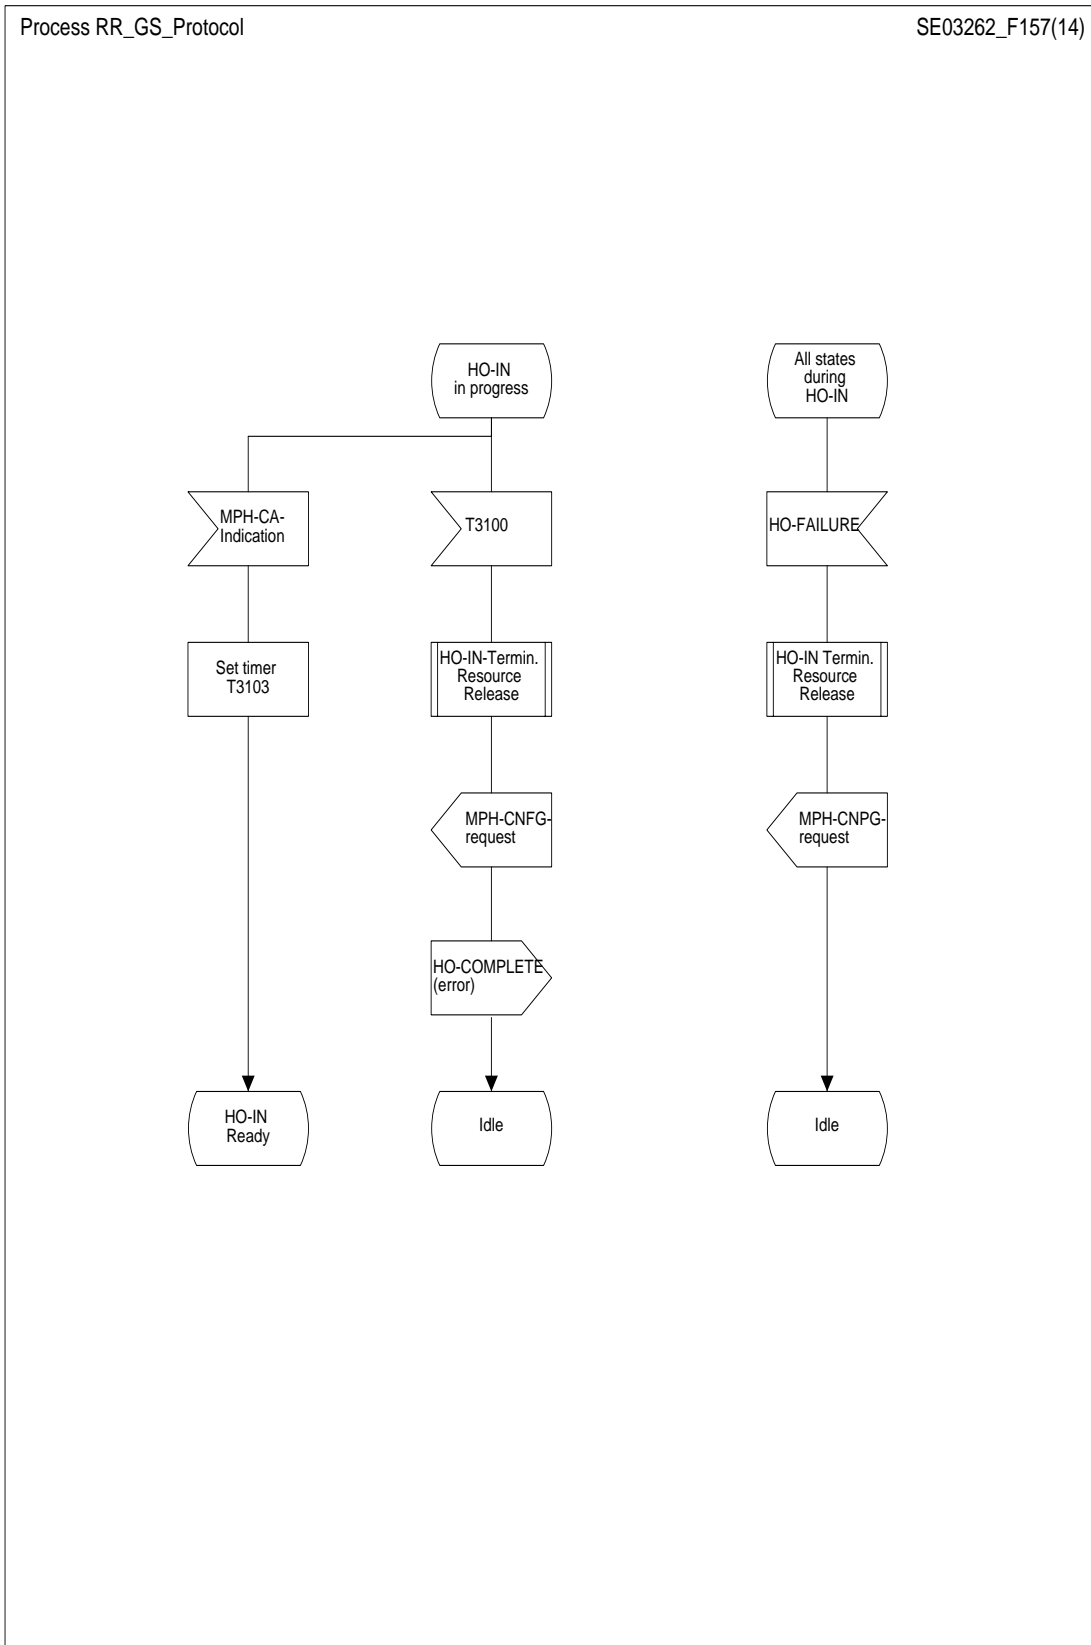 Process RR_GS_Protocol
SE03262_F157(14)
HO-IN
in progress
All states
during
HO-IN
MPH-CA-
Indication
T3100
HO-FAILURE
Set timer
T3103
HO-IN-Termin.
Resource
Release
HO-IN Termin.
Resource
Release
MPH-CNFG-
request
MPH-CNPG-
request
HO-COMPLETE
(error)
HO-IN
Ready
Idle
Idle